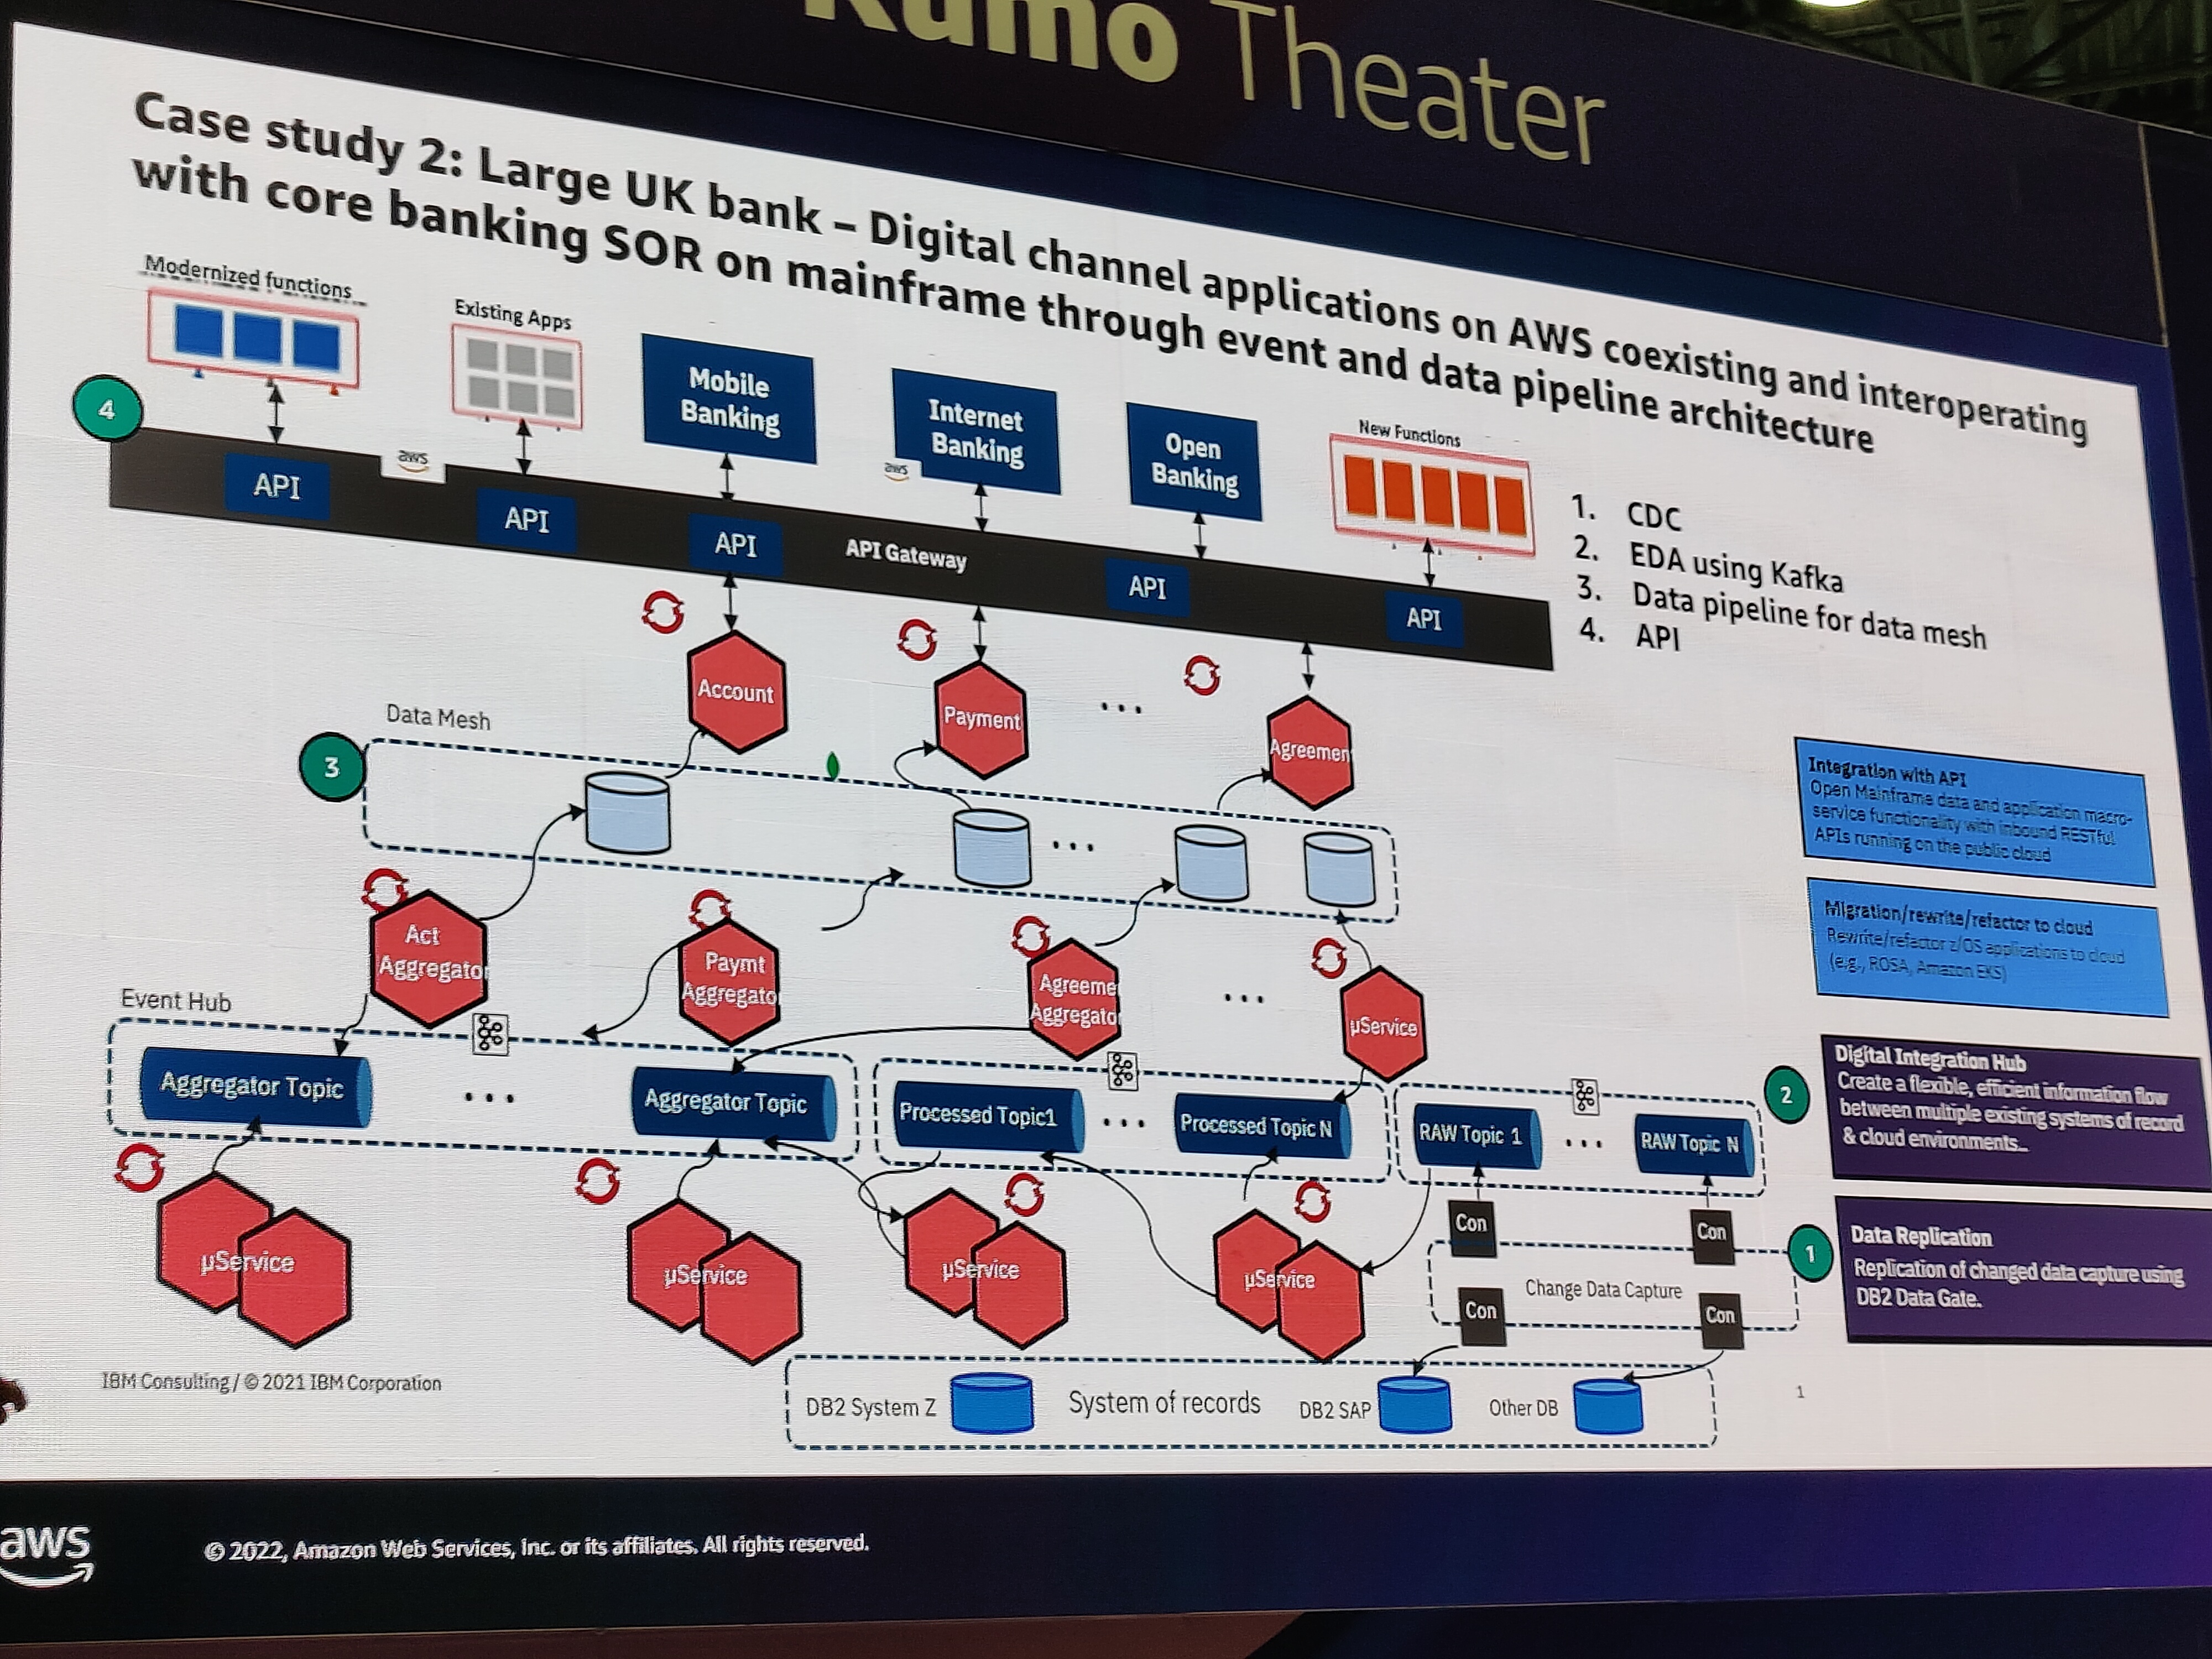 Kumo Theater
Case study 2: Large UK bank – Digital channel applications on AWS coexisting and interoperating
with core banking SOR on mainframe through event and data pipeline architecture
Modernized functions
Existing Apps
Mobile
Banking
Internet
Banking
Open
Banking
New Functions
4
aws
aws
API
API
API
API Gateway
API
API
1. CDC
2. EDA using Kafka
3. Data pipeline for data mesh
4. API
Account
Payment
...
Agreemen
Data Mesh
3
...
Integration with API
Open Mainframe data and application macro-
service functionality with inbound RESTful
APIs running on the public cloud
Migration/rewrite/refactor to cloud
Rewrite/refactor z/OS applications to cloud
(e.g., ROSA, Amazon EKS)
Act
Aggregato
Paymt
Aggregato
Agreeme
Aggregato
...
µService
Event Hub
Aggregator Topic
...
Aggregator Topic
Processed Topic1
...
Processed Topic N
RAW Topic 1
...
RAW Topic N
2
Digital Integration Hub
Create a flexible, efficient information flow
between multiple existing systems of record
& cloud environments...
µService
µService
µService
µService
Con
Con
Change Data Capture
Con
Con
1
Data Replication
Replication of changed data capture using
DB2 Data Gate.
DB2 System Z
System of records
DB2 SAP
Other DB
IBM Consulting / © 2021 IBM Corporation
1
aws
© 2022, Amazon Web Services, Inc. or its affiliates. All rights reserved.